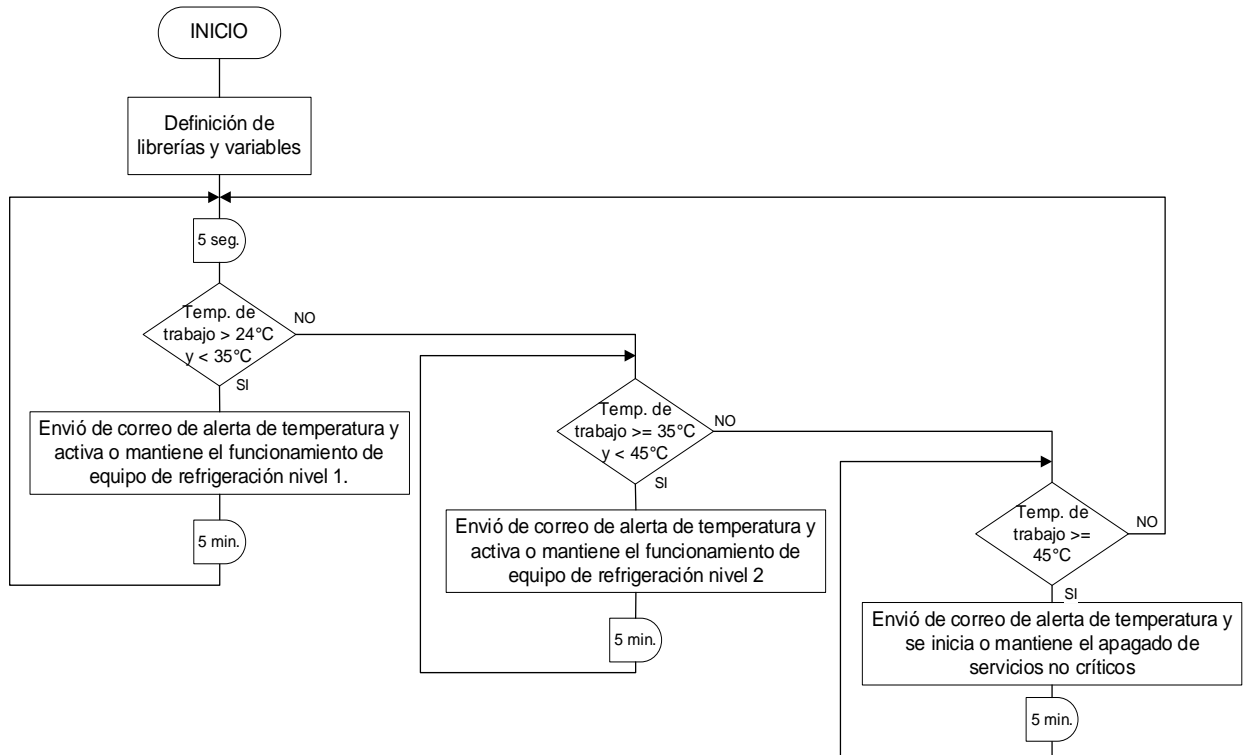 INICIO
Definición de
librerías y variables
5 seg.
Temp. de
trabajo > 24°C
y < 35°C
NO
SI
Envió de correo de alerta de temperatura y
activa o mantiene el funcionamiento de
equipo de refrigeración nivel 1.
5 min.
Temp. de
trabajo >= 35°C
y < 45°C
NO
SI
Envió de correo de alerta de temperatura y
activa o mantiene el funcionamiento de
equipo de refrigeración nivel 2
5 min.
Temp. de
trabajo >=
45°C
NO
SI
Envió de correo de alerta de temperatura y
se inicia o mantiene el apagado de
servicios no críticos
5 min.